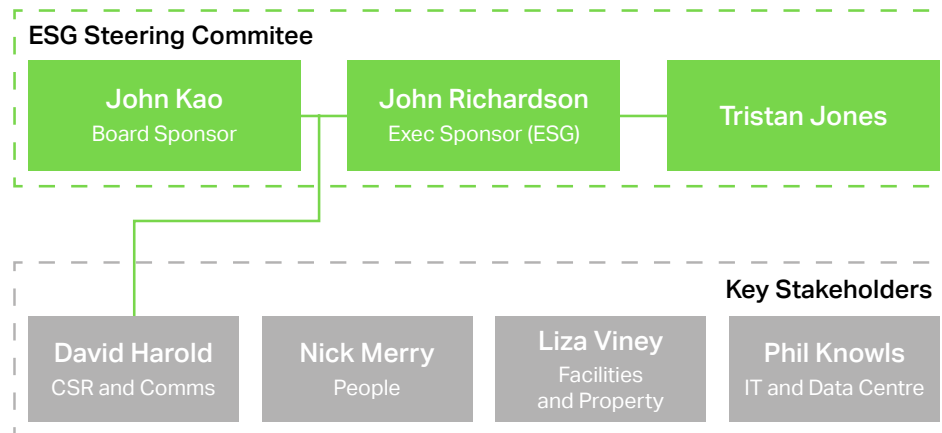 ESG Steering Commitee
John Kao
Board Sponsor
John Richardson
Exec Sponsor (ESG)
Tristan Jones
Key Stakeholders
David Harold
CSR and Comms
Nick Merry
People
Liza Viney
Facilities
and Property
Phil Knowls
IT and Data Centre